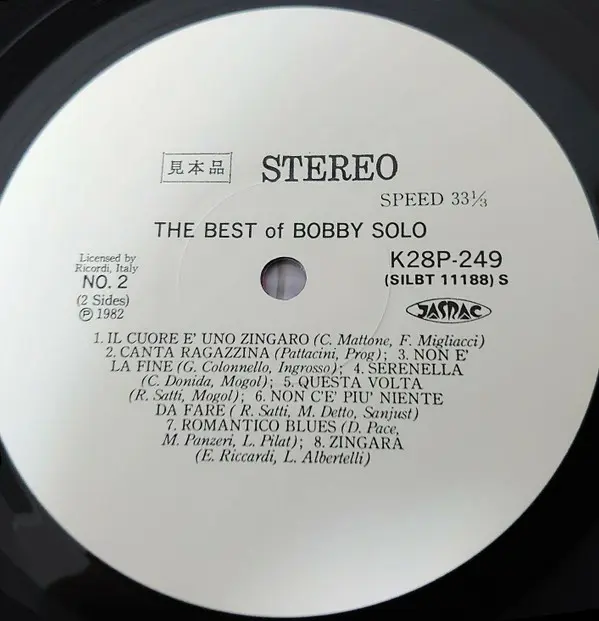 見本品 STEREO
SPEED 33⅓
THE BEST of BOBBY SOLO
Licensed by
Ricordi, Italy
NO. 2
(2 Sides)
Ⓟ 1982
K28P-249
(SILBT 11188) S
JASRAC
1. IL CUORE E' UNO ZINGARO (C. Mattone, F. Migliacci)
2. CANTA RAGAZZINA (Pattacini, Prog); 3. NON E'
LA FINE (G. Colonnello, Ingrosso); 4. SERENELLA
(C. Donida, Mogol); 5. QUESTA VOLTA
(R. Satti, Mogol); 6. NON C'E' PIU' NIENTE
DA FARE ( R. Satti, M. Detto, Sanjust)
7. ROMANTICO BLUES (D. Pace,
M. Panzeri, L. Pilat); 8. ZINGARA
(E. Riccardi, L. Albertelli)